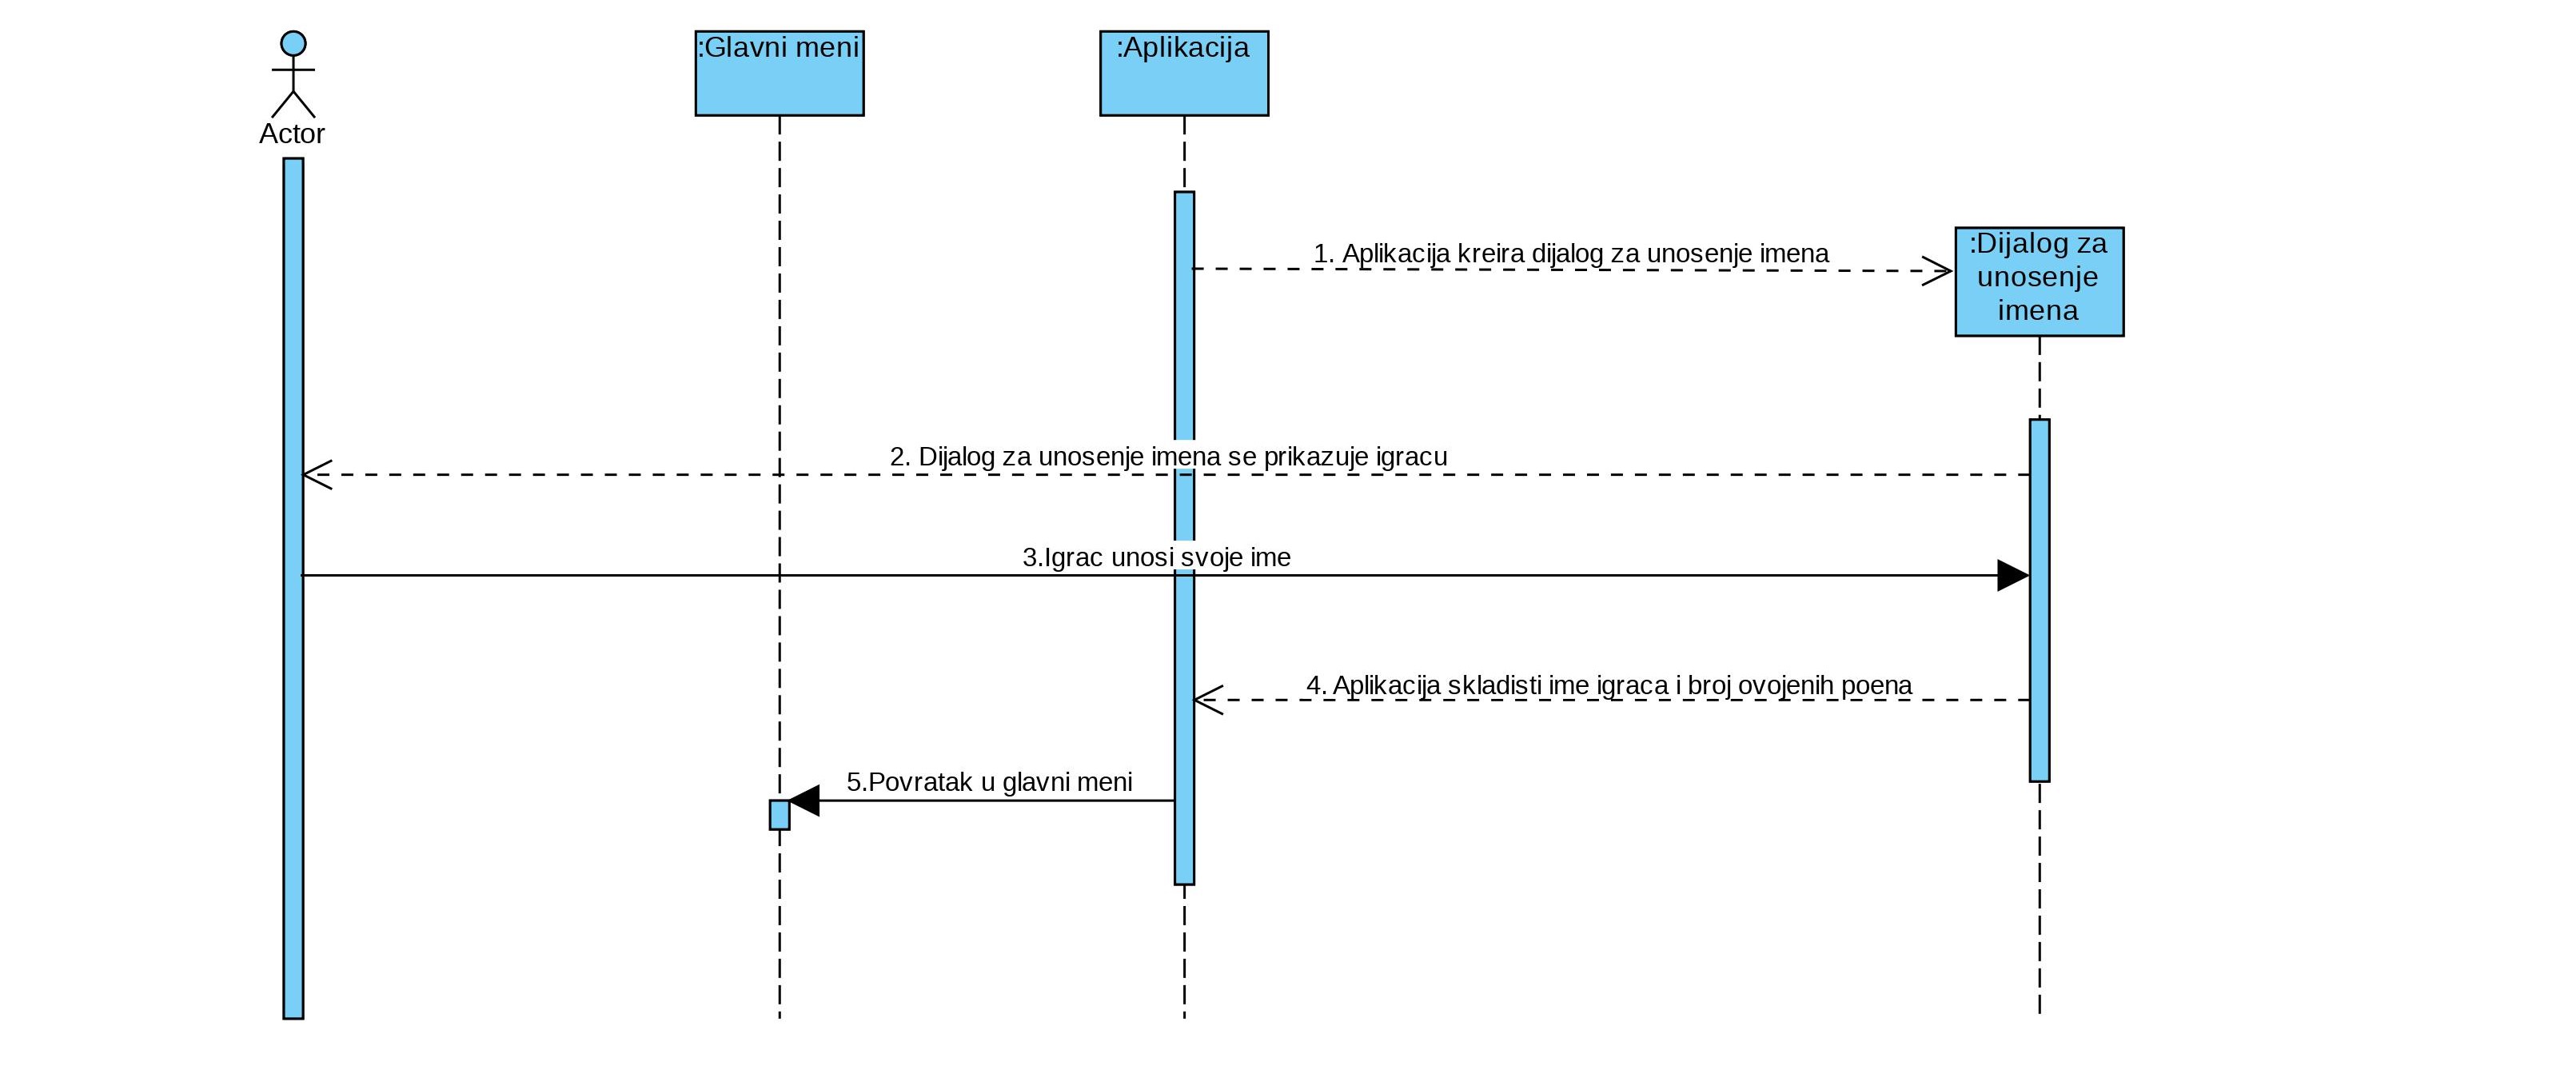 Actor
:Glavni meni
:Aplikacija
1. Aplikacija kreira dijalog za unosenje imena
:Dijalog za
unosenje
imena
2. Dijalog za unosenje imena se prikazuje igracu
3.Igrac unosi svoje ime
4. Aplikacija skladisti ime igraca i broj ovojenih poena
5.Povratak u glavni meni